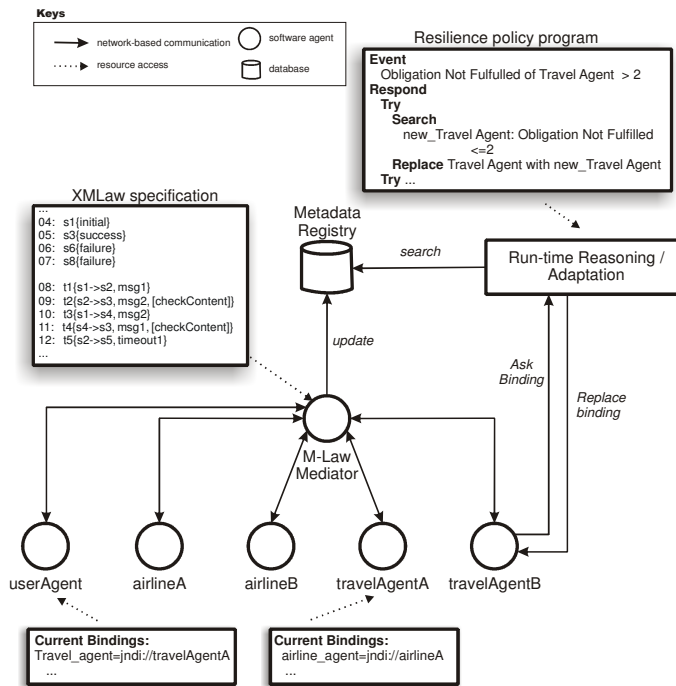 Keys
network-based communication
software agent
resource access
database
Resilience policy program
Event
Obligation Not Fulfulled of Travel Agent > 2
Respond
Try
Search
new_Travel Agent: Obligation Not Fulfilled
<=2
Replace Travel Agent with new_Travel Agent
Try ...
XMLaw specification
...
04: s1{initial}
05: s3{success}
06: s6{failure}
07: s8{failure}
08: t1{s1->s2, msg1}
09: t2{s2->s3, msg2, [checkContent]}
10: t3{s1->s4, msg2}
11: t4{s4->s3, msg1, [checkContent]}
12: t5{s2->s5, timeout1}
...
Metadata
Registry
search
Run-time Reasoning /
Adaptation
update
Ask
Binding
Replace
binding
M-Law
Mediator
userAgent
airlineA
airlineB
travelAgentA
travelAgentB
Current Bindings:
Travel_agent=jndi://travelAgentA
...
Current Bindings:
airline_agent=jndi://airlineA
...